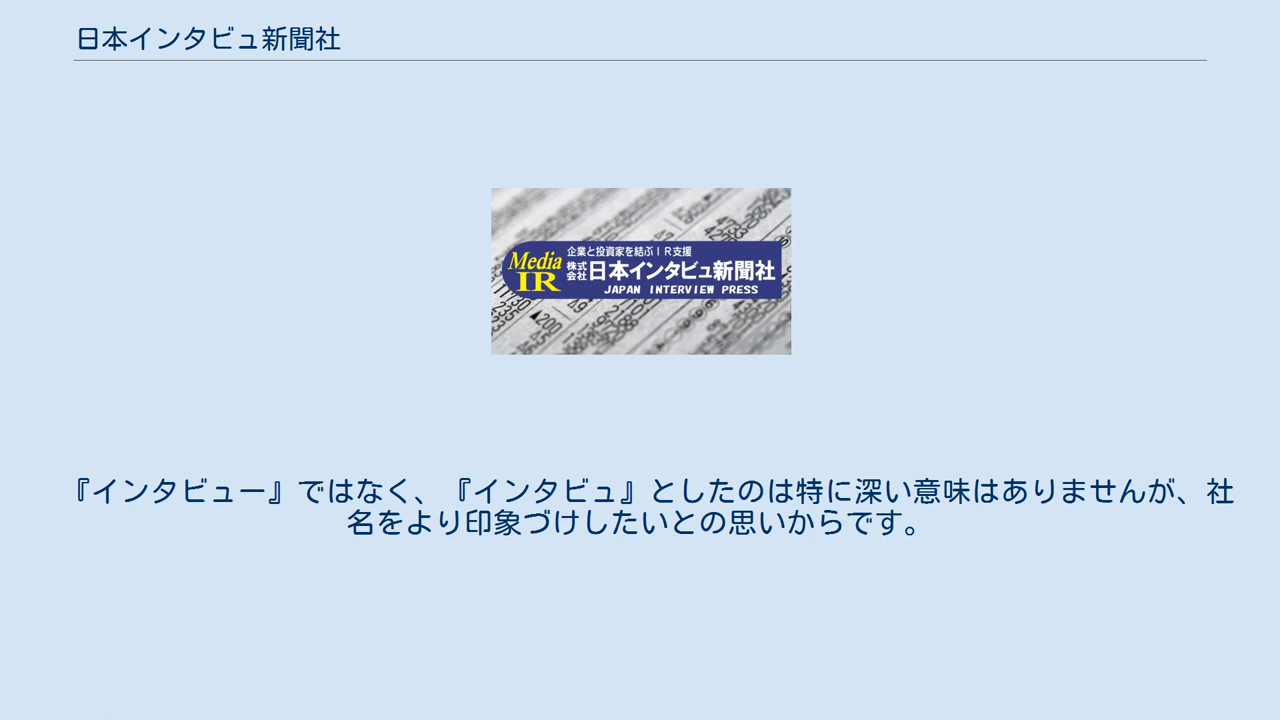 日本インタビュ新聞社
企業と投資家を結ぶIR支援
Media IR
株式会社日本インタビュ新聞社
JAPAN INTERVIEW PRESS
▲200
『インタビュー』ではなく、『インタビュ』としたのは特に深い意味はありませんが、社
名をより印象づけしたいとの思いからです。